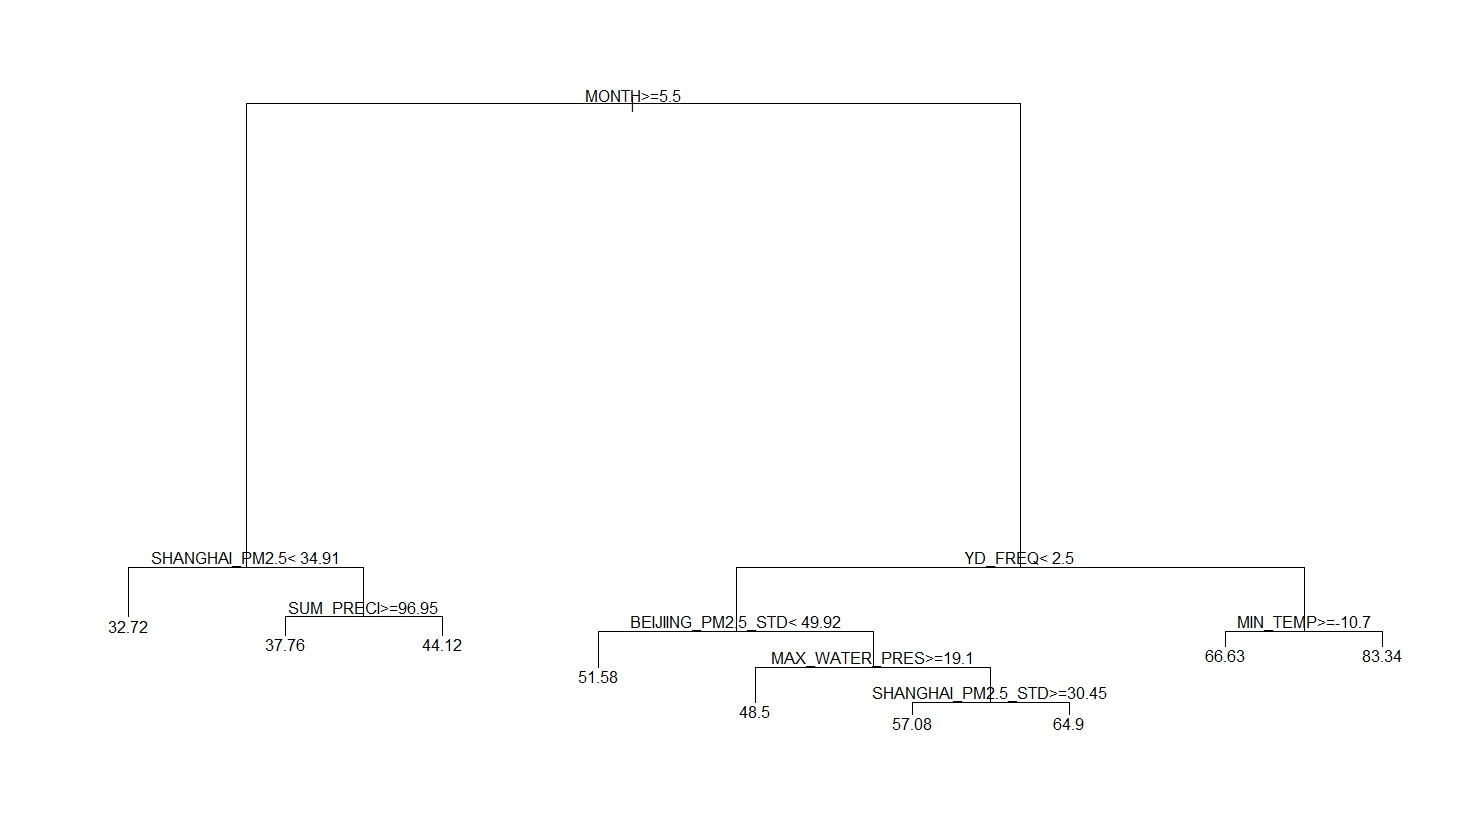 MONTH>=5.5
SHANGHAI_PM2.5< 34.91
YD_FREQ< 2.5
SUM_PRECI>=96.95
32.72
37.76
44.12
BEIJIING_PM2.5_STD< 49.92
MIN_TEMP>=-10.7
51.58
MAX_WATER_PRES>=19.1
66.63
83.34
48.5
SHANGHAI_PM2.5_STD>=30.45
57.08
64.9